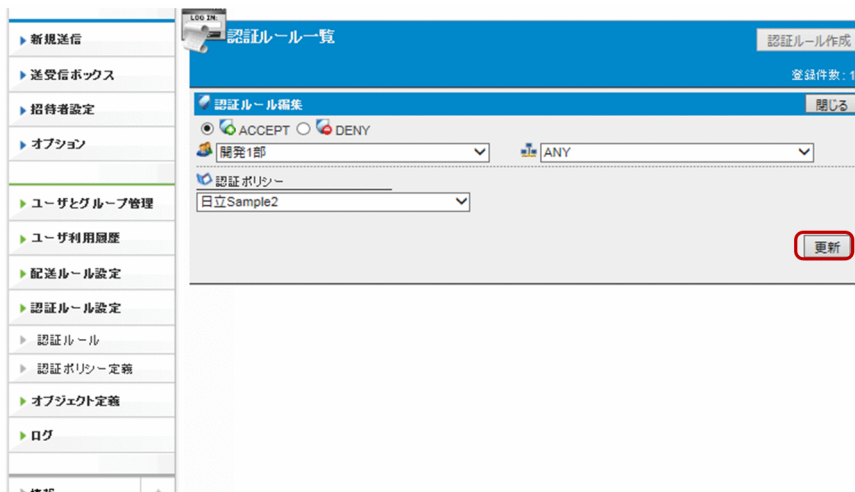 新規送信
送受信ボックス
招待者設定
オプション
ユーザとグループ管理
ユーザ利用履歴
配送ルール設定
認証ルール設定
認証ルール
認証ポリシー定義
オブジェクト定義
ログ
LOG IN:
認証ルール一覧
認証ルール作成
登録件数: 1
認証ルール編集
閉じる
ACCEPT DENY
開発1部 ANY
認証ポリシー
日立Sample2
更新